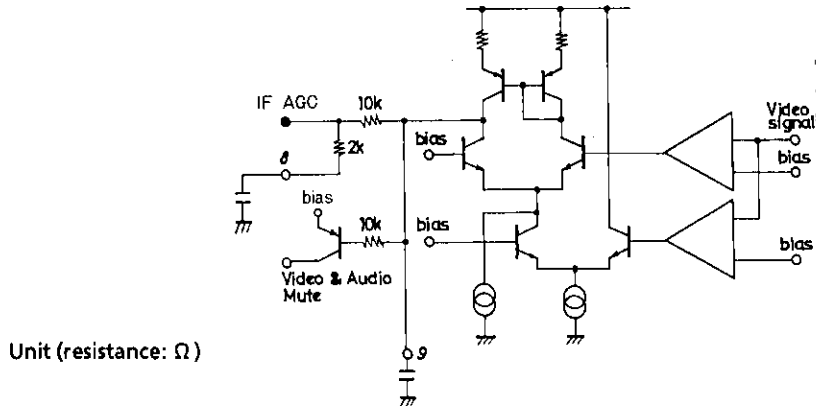 IF AGC
10k
2k
8
bias
10k
Video & Audio
Mute
bias
bias
Video
signal
bias
bias
9
Unit (resistance: Ω)